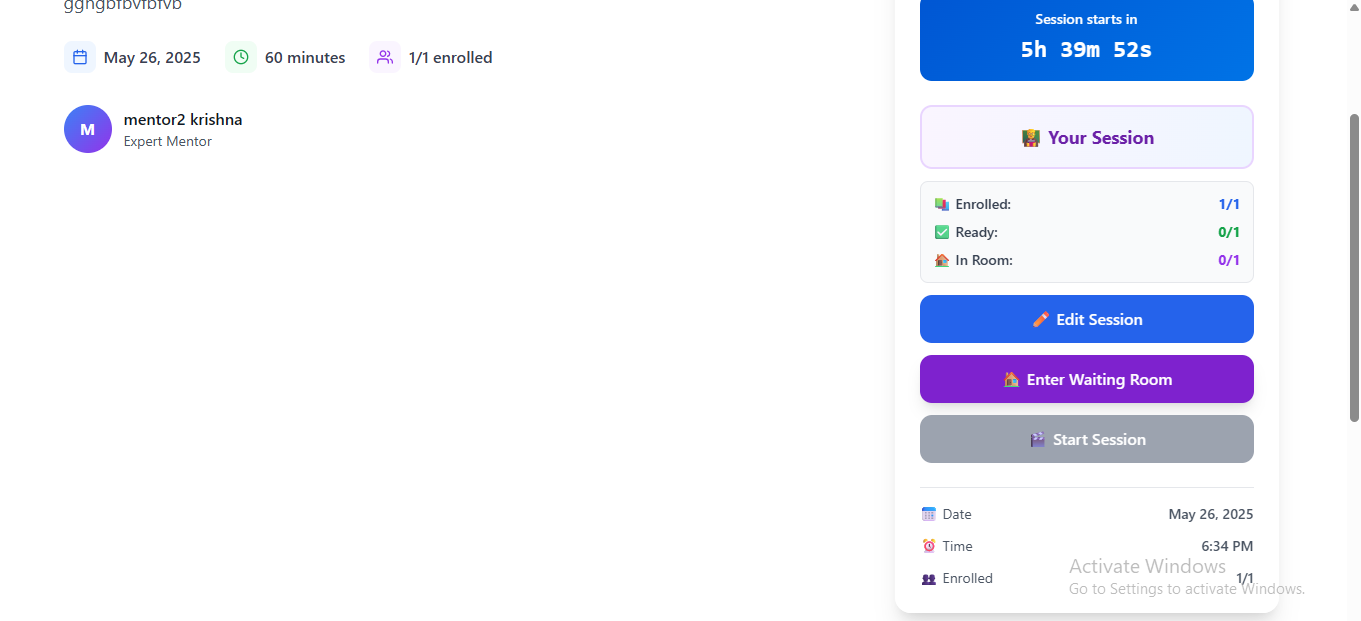 gghgbfbvfbfvb
May 26, 2025 60 minutes 1/1 enrolled
M
mentor2 krishna
Expert Mentor
Session starts in
5h 39m 52s
Your Session
Enrolled: 1/1
Ready: 0/1
In Room: 0/1
Edit Session
Enter Waiting Room
Start Session
Date May 26, 2025
Time 6:34 PM
Enrolled 1/1
Activate Windows
Go to Settings to activate Windows.